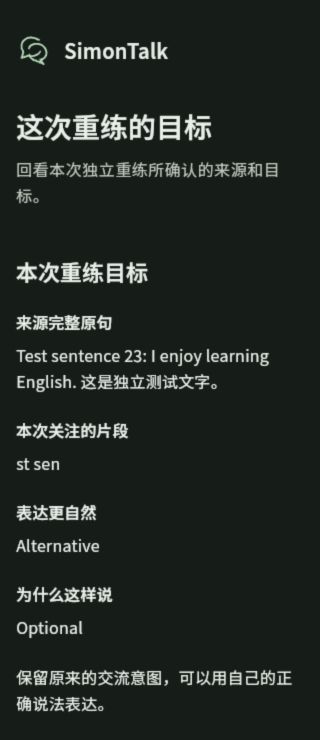 SimonTalk
这次重练的目标
回看本次独立重练所确认的来源和目
标。
本次重练目标
来源完整原句
Test sentence 23: I enjoy learning
English. 这是独立测试文字。
本次关注的片段
st sen
表达更自然
Alternative
为什么这样说
Optional
保留原来的交流意图，可以用自己的正
确说法表达。